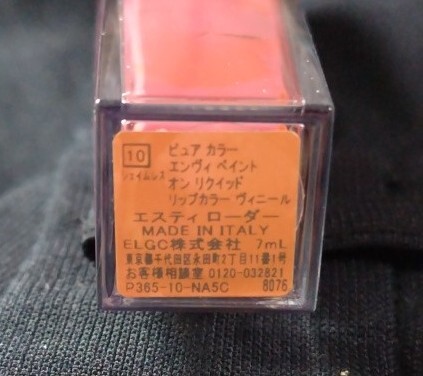 10 ピュア カラー
シェイムレス エンヴィ ペイント
オン リクイッド
リップカラー ヴィニール
エスティ ローダー
MADE IN ITALY
ELGC株式会社 7mL
東京都千代田区永田町2丁目11番1号
お客様相談室 0120-032821
P365-10-NA5C 8076